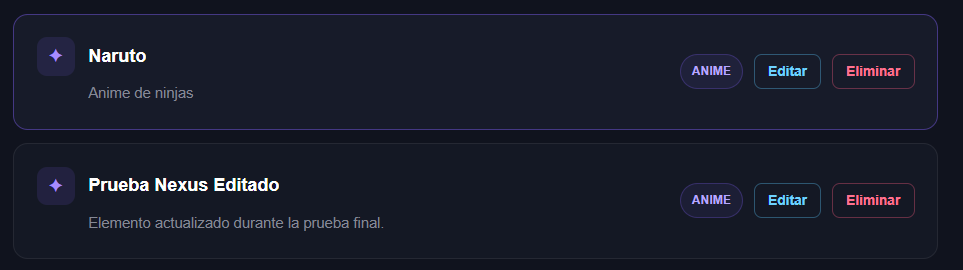 Naruto
Anime de ninjas
ANIME Editar Eliminar
Prueba Nexus Editado
Elemento actualizado durante la prueba final.
ANIME Editar Eliminar